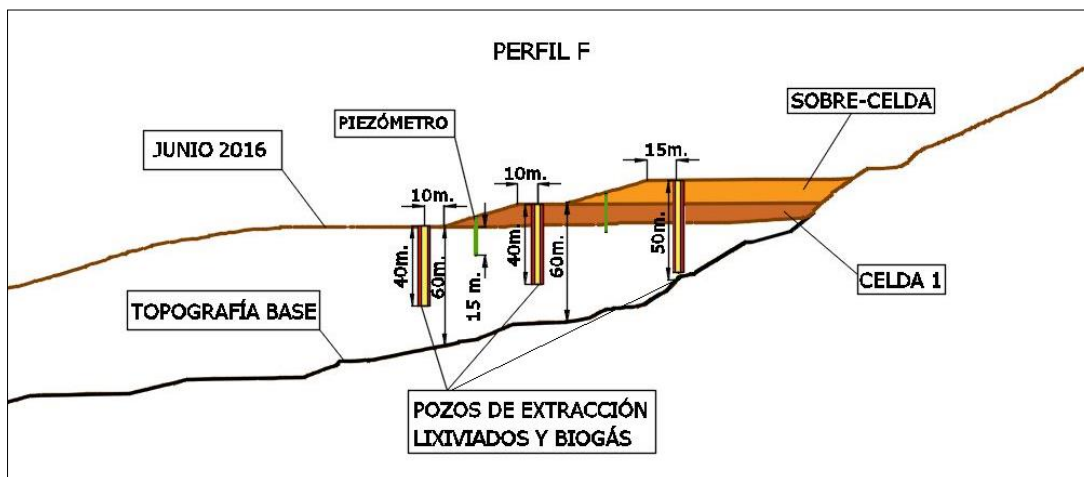 PERFIL F
SOBRE-CELDA
PIEZÓMETRO
JUNIO 2016
15m.
10m.
10m.
40m.
60m.
15 m.
40m.
60m.
50m.
CELDA 1
TOPOGRAFÍA BASE
POZOS DE EXTRACCIÓN
LIXIVIADOS Y BIOGÁS